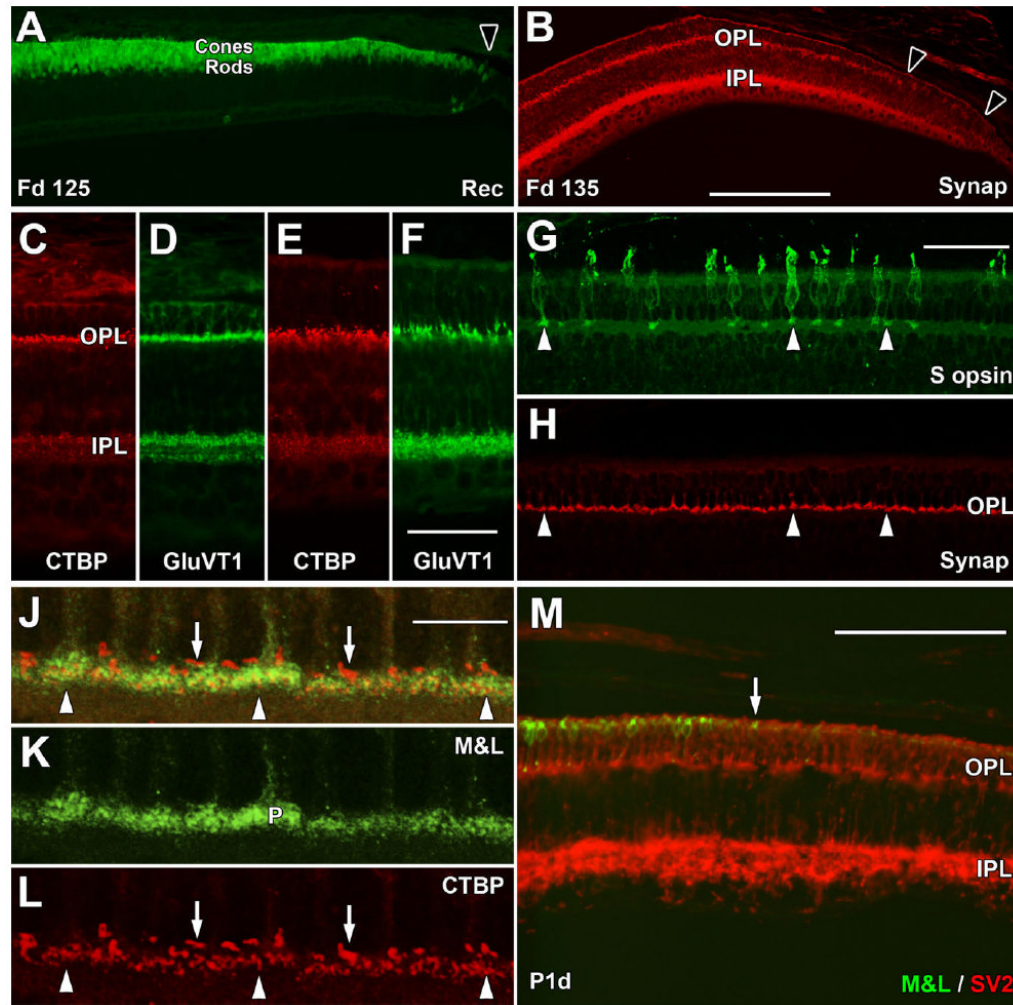 A
Cones
Rods
Fd 125
Rec
B
OPL
IPL
Fd 135
Synap
C
D
E
F
OPL
IPL
CTBP
GluVT1
CTBP
GluVT1
G
S opsin
H
OPL
Synap
J
K
M&L
P
L
CTBP
M
OPL
IPL
P1d
M&L / SV2